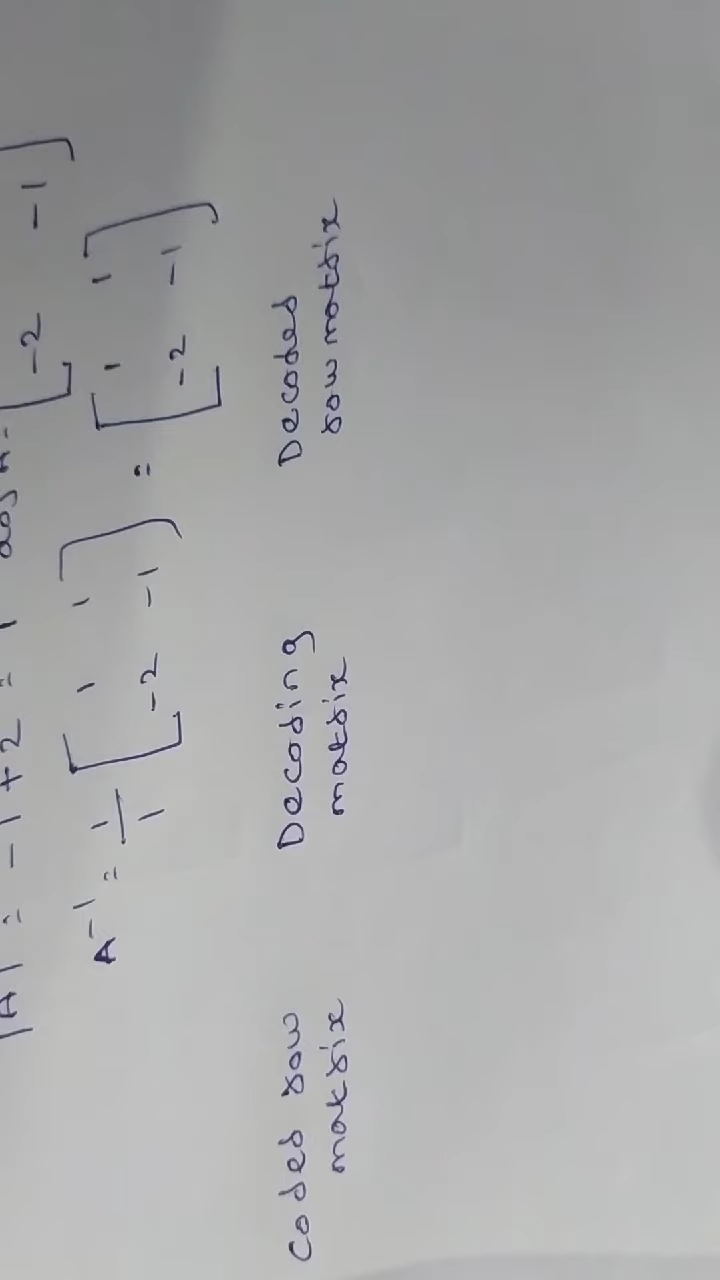 |A| = -1 + 2 = 1 adj A = [ -2 -1 ]
A⁻¹ = 1/1 [ 1 1 -2 -1 ] = [ 1 1 -2 -1 ]
Coded row Decoding Decoded
matrix matrix row matrix